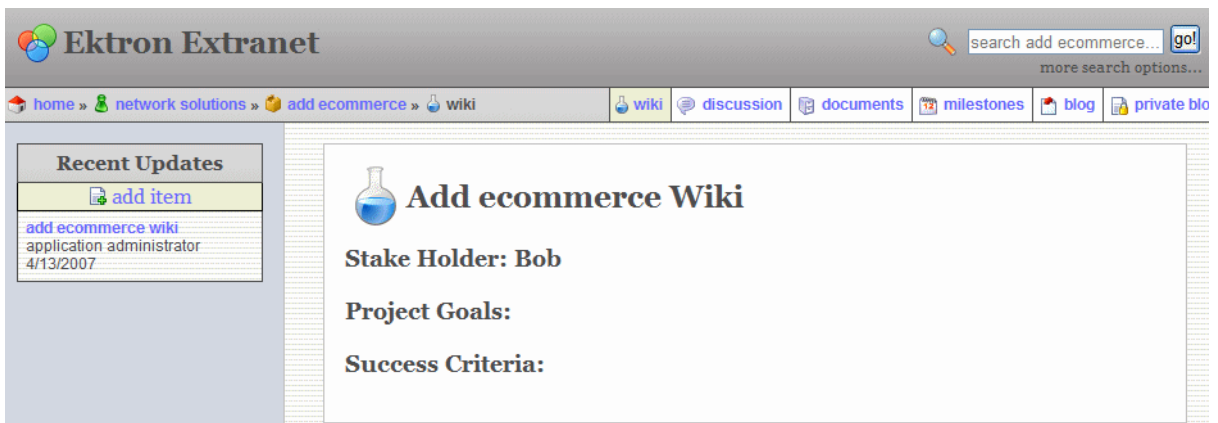 Ektron Extranet
search add ecommerce... go!
more search options...
home » network solutions » add ecommerce » wiki
wiki discussion documents 12 milestones blog private blo
Recent Updates
add item
add ecommerce wiki
application administrator
4/13/2007
Add ecommerce Wiki
Stake Holder: Bob
Project Goals:
Success Criteria: